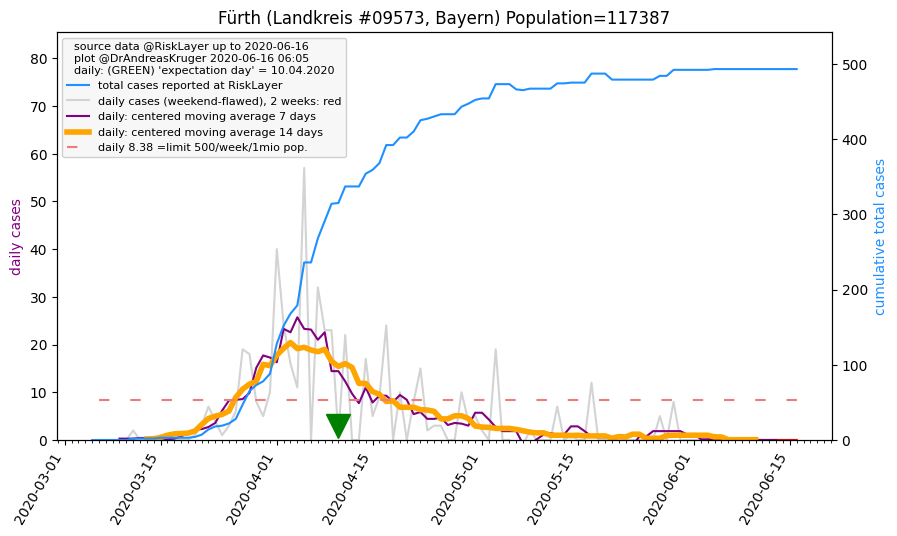 Fürth (Landkreis #09573, Bayern) Population=117387
source data @RiskLayer up to 2020-06-16
plot @DrAndreasKruger 2020-06-16 06:05
daily: (GREEN) 'expectation day' = 10.04.2020
total cases reported at RiskLayer
daily cases (weekend-flawed), 2 weeks: red
daily: centered moving average 7 days
daily: centered moving average 14 days
daily 8.38 =limit 500/week/1mio pop.
daily cases
80
70
60
50
40
30
20
10
0
cumulative total cases
500
400
300
200
100
0
2020-03-01
2020-03-15
2020-04-01
2020-04-15
2020-05-01
2020-05-15
2020-06-01
2020-06-15